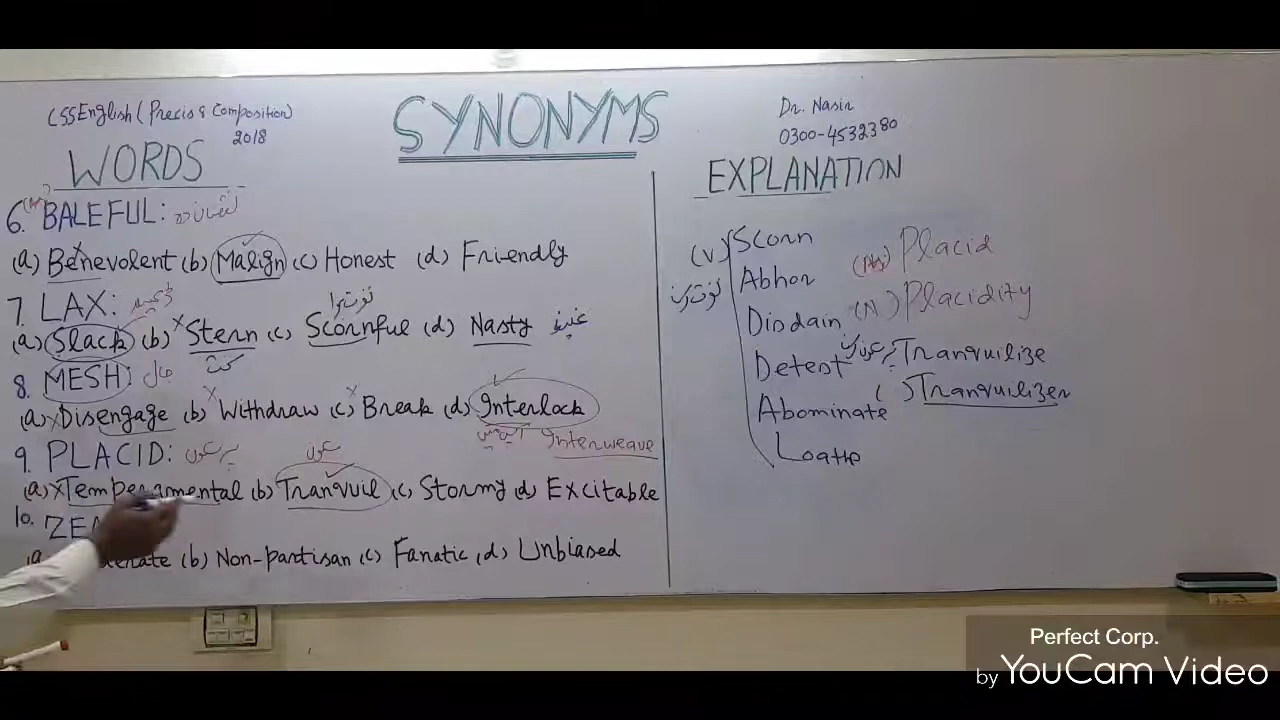 CSS English (Precis & Composition)
2018
SYNONYMS
Dr. Nasir
0300-4532380
WORDS
EXPLANATION
6. BALEFUL:
(a) Benevolent (b) Malign (c) Honest (d) Friendly
7. LAX:
(a) Slack (b) Stern (c) Scornful (d) Nasty
8. MESH: جال
(a) Disengage (b) Withdraw (c) Break (d) Interlock
Interweave
9. PLACID:
(a) Temperamental (b) Tranquil (c) Stormy (d) Excitable
10.
(b) Non-partisan (c) Fanatic (d) Unbiased
(V) Scorn
Abhor
Disdain
Detest
Abominate
Loathe
Placid
(N) Placidity
Tranquilize
( ) Tranquilizer
Perfect Corp.
by YouCam Video